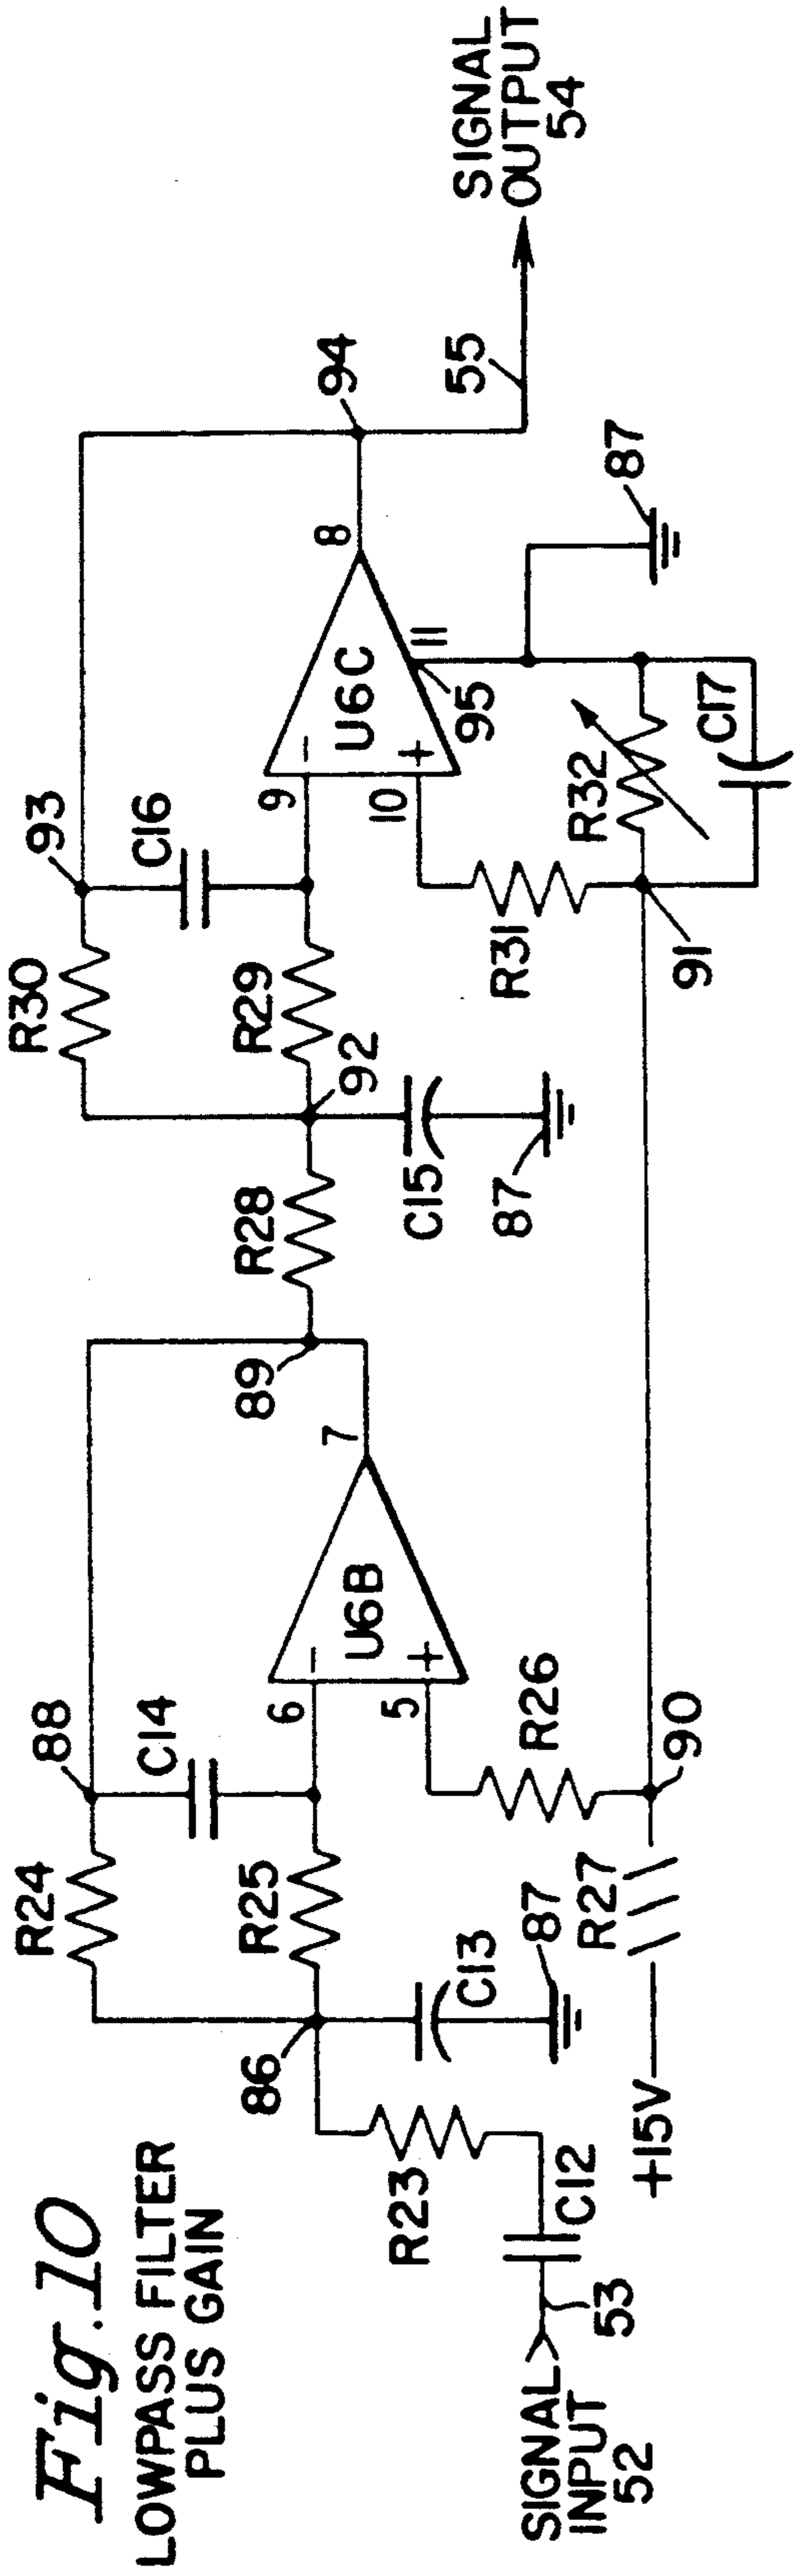 Fig. 10
LOWPASS FILTER
PLUS GAIN
SIGNAL
INPUT
52
53
C12
R23
86
C13
87
R24
R25
88
C14
6
5
U6B
-
+
7
R26
R27
+15V
90
89
R28
92
C15
87
R30
R29
93
C16
9
10
U6C
-
+
8
11
95
R31
91
R32
C17
87
94
55
SIGNAL
OUTPUT
54